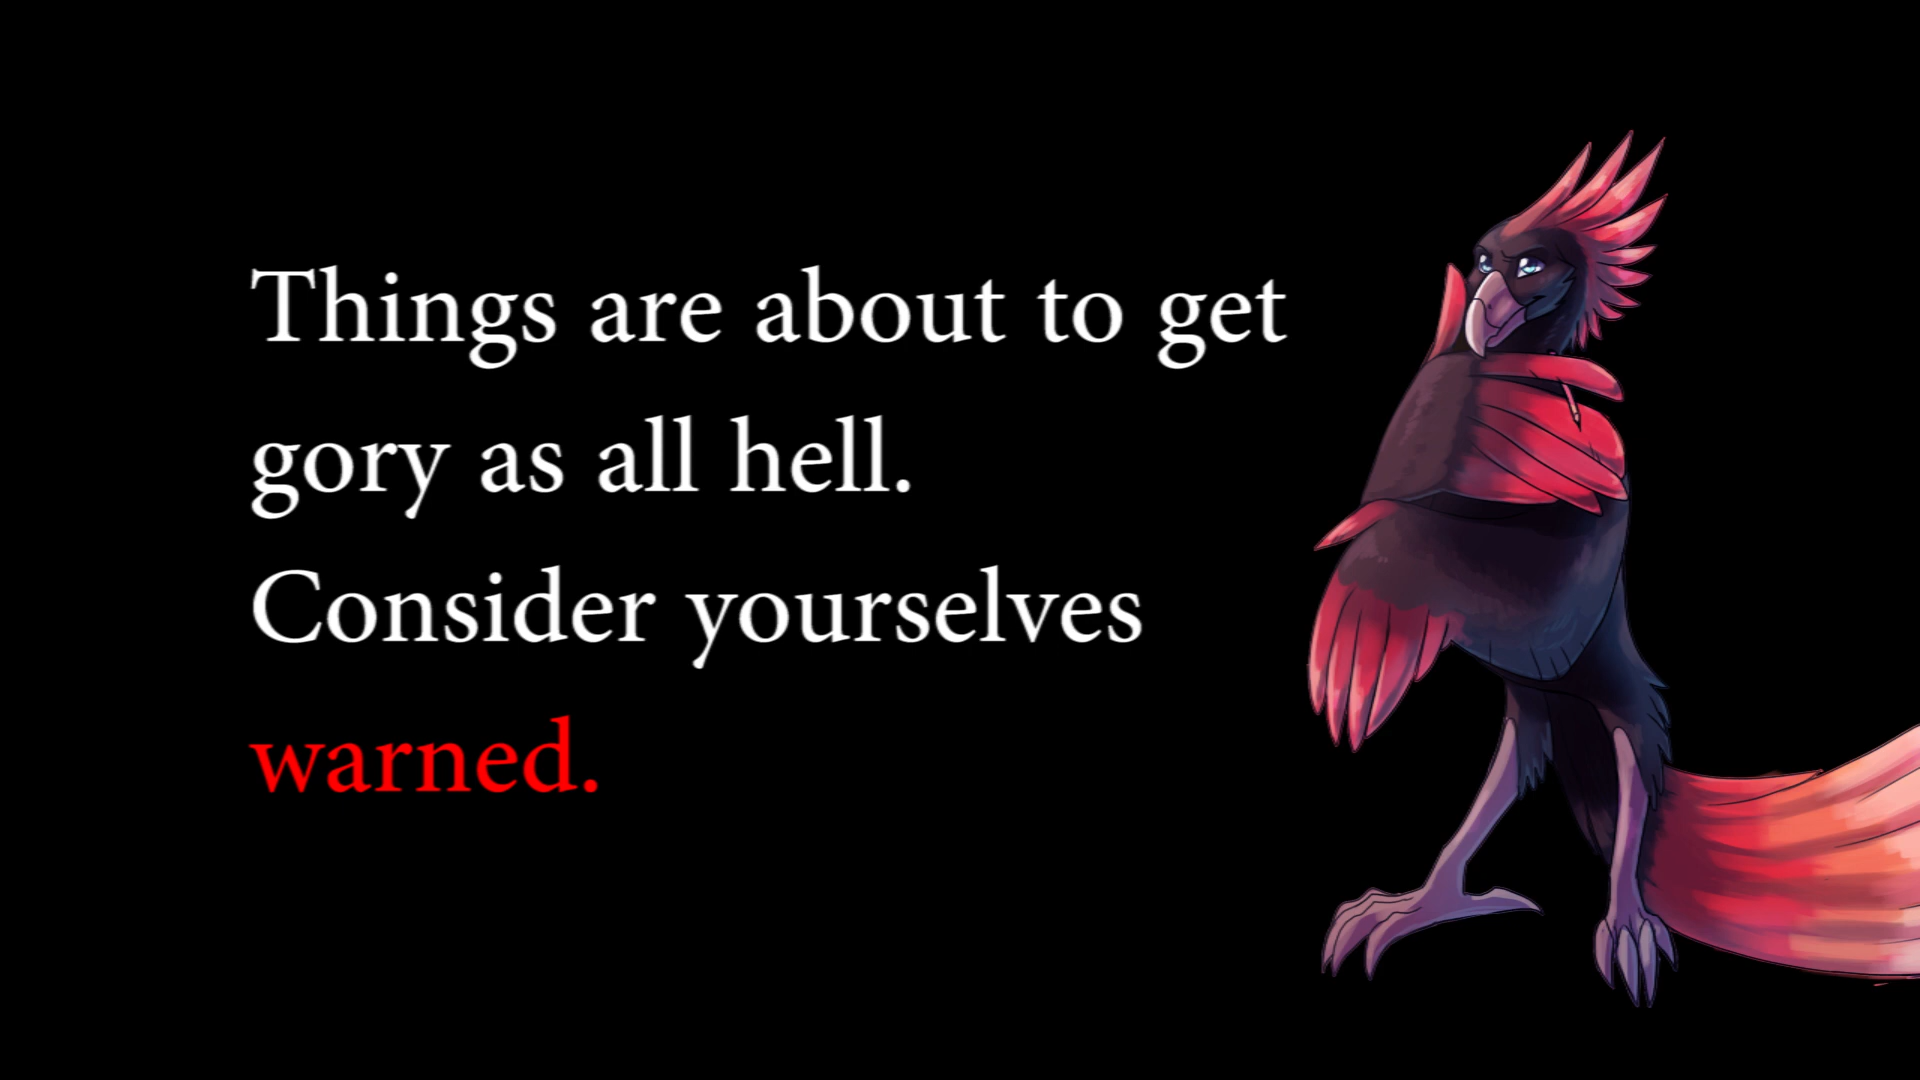 Things are about to get
gory as all hell.
Consider yourselves
warned.